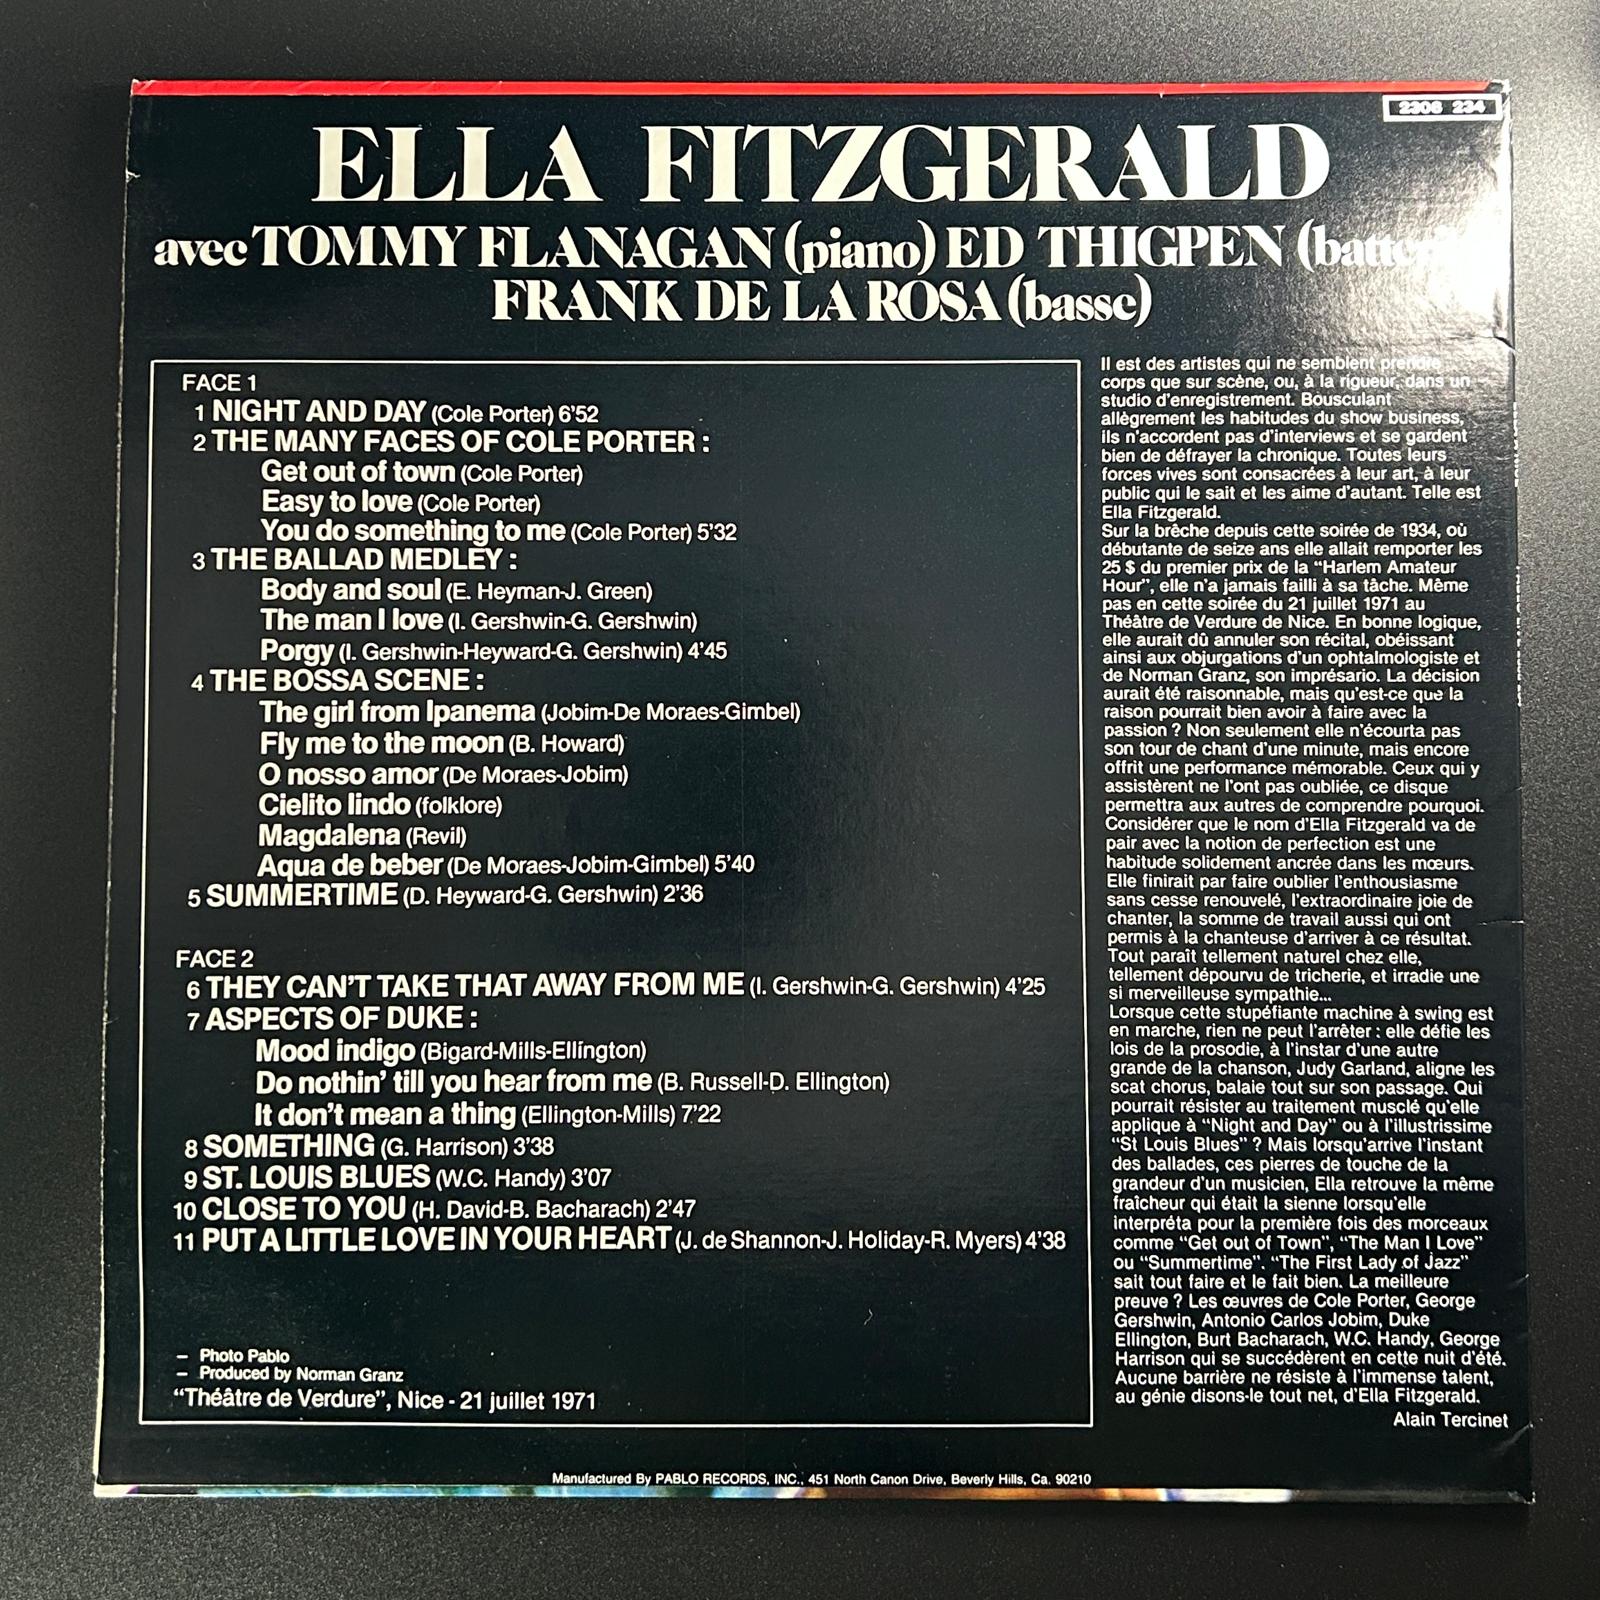 2308 234
ELLA FITZGERALD
avec TOMMY FLANAGAN (piano) ED THIGPEN
FRANK DE LA ROSA (basse)
FACE 1
1 NIGHT AND DAY (Cole Porter) 6'52
2 THE MANY FACES OF COLE PORTER :
Get out of town (Cole Porter)
Easy to love (Cole Porter)
You do something to me (Cole Porter) 5'32
3 THE BALLAD MEDLEY :
Body and soul (E. Heyman-J. Green)
The man I love (I. Gershwin-G. Gershwin)
Porgy (I. Gershwin-Heyward-G. Gershwin) 4'45
4 THE BOSSA SCENE :
The girl from Ipanema (Jobim-De Moraes-Gimbel)
Fly me to the moon (B. Howard)
O nosso amor (De Moraes-Jobim)
Cielito lindo (folklore)
Magdalena (Revil)
Aqua de beber (De Moraes-Jobim-Gimbel) 5'40
5 SUMMERTIME (D. Heyward-G. Gershwin) 2'36
FACE 2
6 THEY CAN'T TAKE THAT AWAY FROM ME (I. Gershwin-G. Gershwin) 4'25
7 ASPECTS OF DUKE :
Mood indigo (Bigard-Mills-Ellington)
Do nothin' till you hear from me (B. Russell-D. Ellington)
It don't mean a thing (Ellington-Mills) 7'22
8 SOMETHING (G. Harrison) 3'38
9 ST. LOUIS BLUES (W.C. Handy) 3'07
10 CLOSE TO YOU (H. David-B. Bacharach) 2'47
11 PUT A LITTLE LOVE IN YOUR HEART (J. de Shannon-J. Holiday-R. Myers) 4'38
– Photo Pablo
– Produced by Norman Granz
"Théâtre de Verdure", Nice - 21 juillet 1971
Il est des artistes qui ne semblent prendre
corps que sur scène, ou, à la rigueur, dans un
studio d'enregistrement. Bousculant
allègrement les habitudes du show business,
ils n'accordent pas d'interviews et se gardent
bien de défrayer la chronique. Toutes leurs
forces vives sont consacrées à leur art, à leur
public qui le sait et les aime d'autant. Telle est
Ella Fitzgerald.
Sur la brèche depuis cette soirée de 1934, où
débutante de seize ans elle allait remporter les
25 $ du premier prix de la "Harlem Amateur
Hour", elle n'a jamais failli à sa tâche. Même
pas en cette soirée du 21 juillet 1971 au
Théâtre de Verdure de Nice. En bonne logique,
elle aurait dû annuler son récital, obéissant
ainsi aux objurgations d'un ophtalmologiste et
de Norman Granz, son imprésario. La décision
aurait été raisonnable, mais qu'est-ce que la
raison pourrait bien avoir à faire avec la
passion ? Non seulement elle n'écourta pas
son tour de chant d'une minute, mais encore
offrit une performance mémorable. Ceux qui y
assistèrent ne l'ont pas oubliée, ce disque
permettra aux autres de comprendre pourquoi.
Considérer que le nom d'Ella Fitzgerald va de
pair avec la notion de perfection est une
habitude solidement ancrée dans les mœurs.
Elle finirait par faire oublier l'enthousiasme
sans cesse renouvelé, l'extraordinaire joie de
chanter, la somme de travail aussi qui ont
permis à la chanteuse d'arriver à ce résultat.
Tout paraît tellement naturel chez elle,
tellement dépourvu de tricherie, et irradie une
si merveilleuse sympathie...
Lorsque cette stupéfiante machine à swing est
en marche, rien ne peut l'arrêter : elle défie les
lois de la prosodie, à l'instar d'une autre
grande de la chanson, Judy Garland, aligne les
scat chorus, balaie tout sur son passage. Qui
pourrait résister au traitement musclé qu'elle
applique à "Night and Day" ou à l'illustrissime
"St Louis Blues" ? Mais lorsqu'arrive l'instant
des ballades, ces pierres de touche de la
grandeur d'un musicien, Ella retrouve la même
fraîcheur qui était la sienne lorsqu'elle
interpréta pour la première fois des morceaux
comme "Get out of Town", "The Man I Love"
ou "Summertime". "The First Lady of Jazz"
sait tout faire et le fait bien. La meilleure
preuve ? Les œuvres de Cole Porter, George
Gershwin, Antonio Carlos Jobim, Duke
Ellington, Burt Bacharach, W.C. Handy, George
Harrison qui se succédèrent en cette nuit d'été.
Aucune barrière ne résiste à l'immense talent,
au génie disons-le tout net, d'Ella Fitzgerald.
Alain Tercinet
Manufactured By PABLO RECORDS, INC., 451 North Canon Drive, Beverly Hills, Ca. 90210